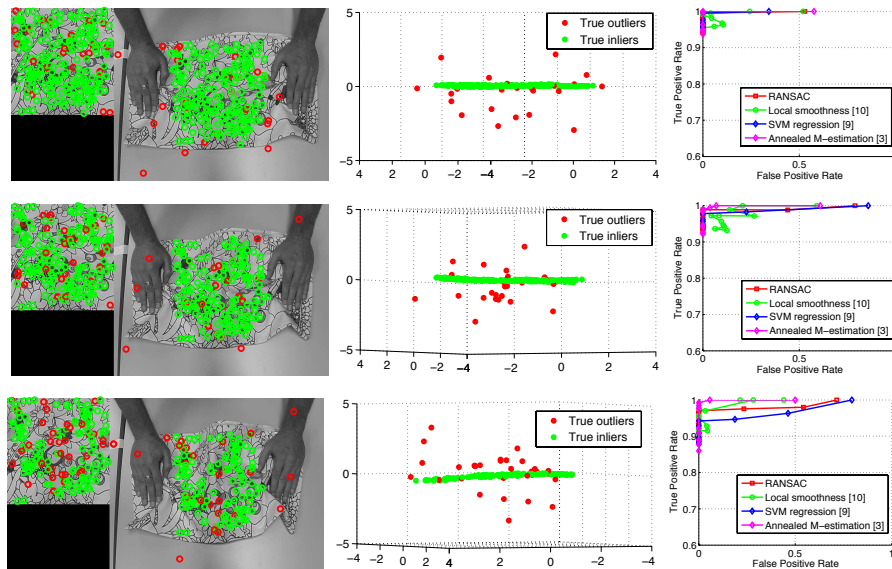 5
0
−5
4 2 0 −2 −4 4 2 0 −2 −4
True outliers
True inliers
True Positive Rate
1
0.9
0.8
0.7
0.6
0 0.5 1
False Positive Rate
RANSAC
Local smoothness [10]
SVM regression [9]
Annealed M−estimation [3]
5
0
−5
4 2 0 −2 −4 −4 −2 0
True outliers
True inliers
True Positive Rate
1
0.9
0.8
0.7
0.6
0 0.5 1
False Positive Rate
RANSAC
Local smoothness [10]
SVM regression [9]
Annealed M−estimation [3]
5
0
−5
−4 −2 0 2 4 4 2 0 −2 −4
True outliers
True inliers
True Positive Rate
1
0.9
0.8
0.7
0.6
0 0.5 1
False Positive Rate
RANSAC
Local smoothness [10]
SVM regression [9]
Annealed M−estimation [3]